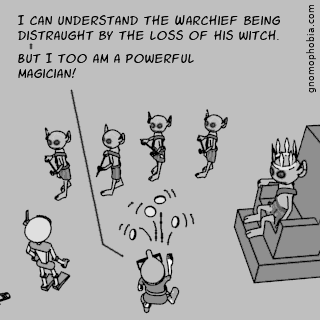 I CAN UNDERSTAND THE WARCHIEF BEING
DISTRAUGHT BY THE LOSS OF HIS WITCH.
BUT I TOO AM A POWERFUL
MAGICIAN!
gnomophobia.com